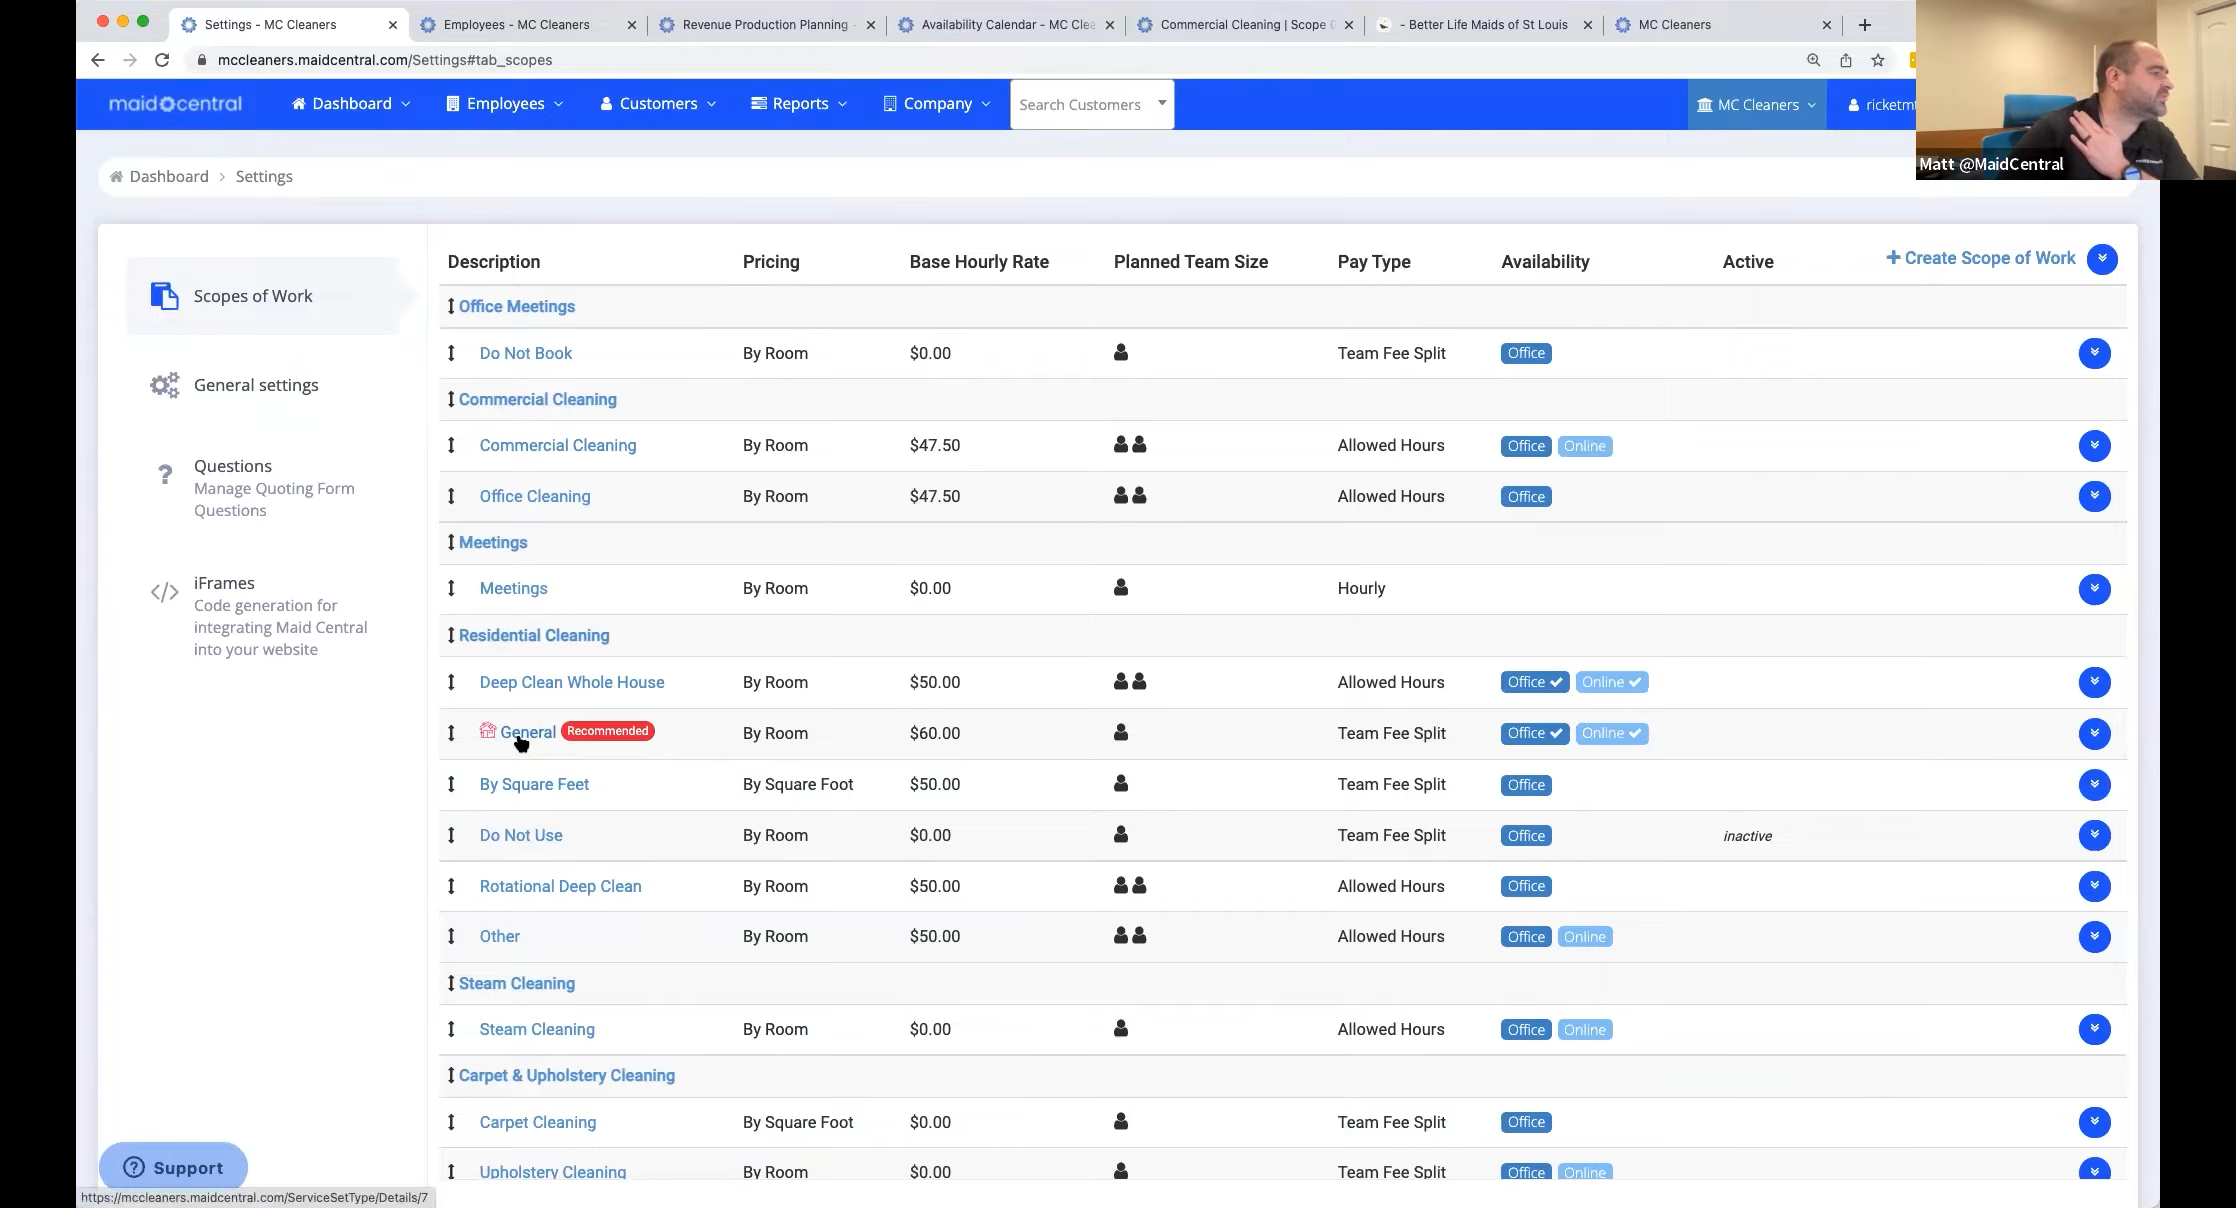 Settings - MC Cleaners
Employees - MC Cleaners
Revenue Production Planning -
Availability Calendar - MC Clea
Commercial Cleaning | Scope
- Better Life Maids of St Louis
MC Cleaners
mccleaners.maidcentral.com/Settings#tab_scopes
maidcentral
Dashboard
Employees
Customers
Reports
Company
Search Customers
MC Cleaners
ricketmt
Matt @MaidCentral
Dashboard > Settings
Scopes of Work
General settings
Questions
Manage Quoting Form
Questions
iFrames
Code generation for
integrating Maid Central
into your website
Description Pricing Base Hourly Rate Planned Team Size Pay Type Availability Active + Create Scope of Work
Office Meetings
Do Not Book By Room $0.00 Team Fee Split Office
Commercial Cleaning
Commercial Cleaning By Room $47.50 Allowed Hours Office Online
Office Cleaning By Room $47.50 Allowed Hours Office
Meetings
Meetings By Room $0.00 Hourly
Residential Cleaning
Deep Clean Whole House By Room $50.00 Allowed Hours Office Online
General Recommended By Room $60.00 Team Fee Split Office Online
By Square Feet By Square Foot $50.00 Team Fee Split Office
Do Not Use By Room $0.00 Team Fee Split Office inactive
Rotational Deep Clean By Room $50.00 Allowed Hours Office
Other By Room $50.00 Allowed Hours Office Online
Steam Cleaning
Steam Cleaning By Room $0.00 Allowed Hours Office Online
Carpet & Upholstery Cleaning
Carpet Cleaning By Square Foot $0.00 Team Fee Split Office
Upholstery Cleaning By Room $0.00 Team Fee Split Office Online
Support
https://mccleaners.maidcentral.com/ServiceSetType/Details/7